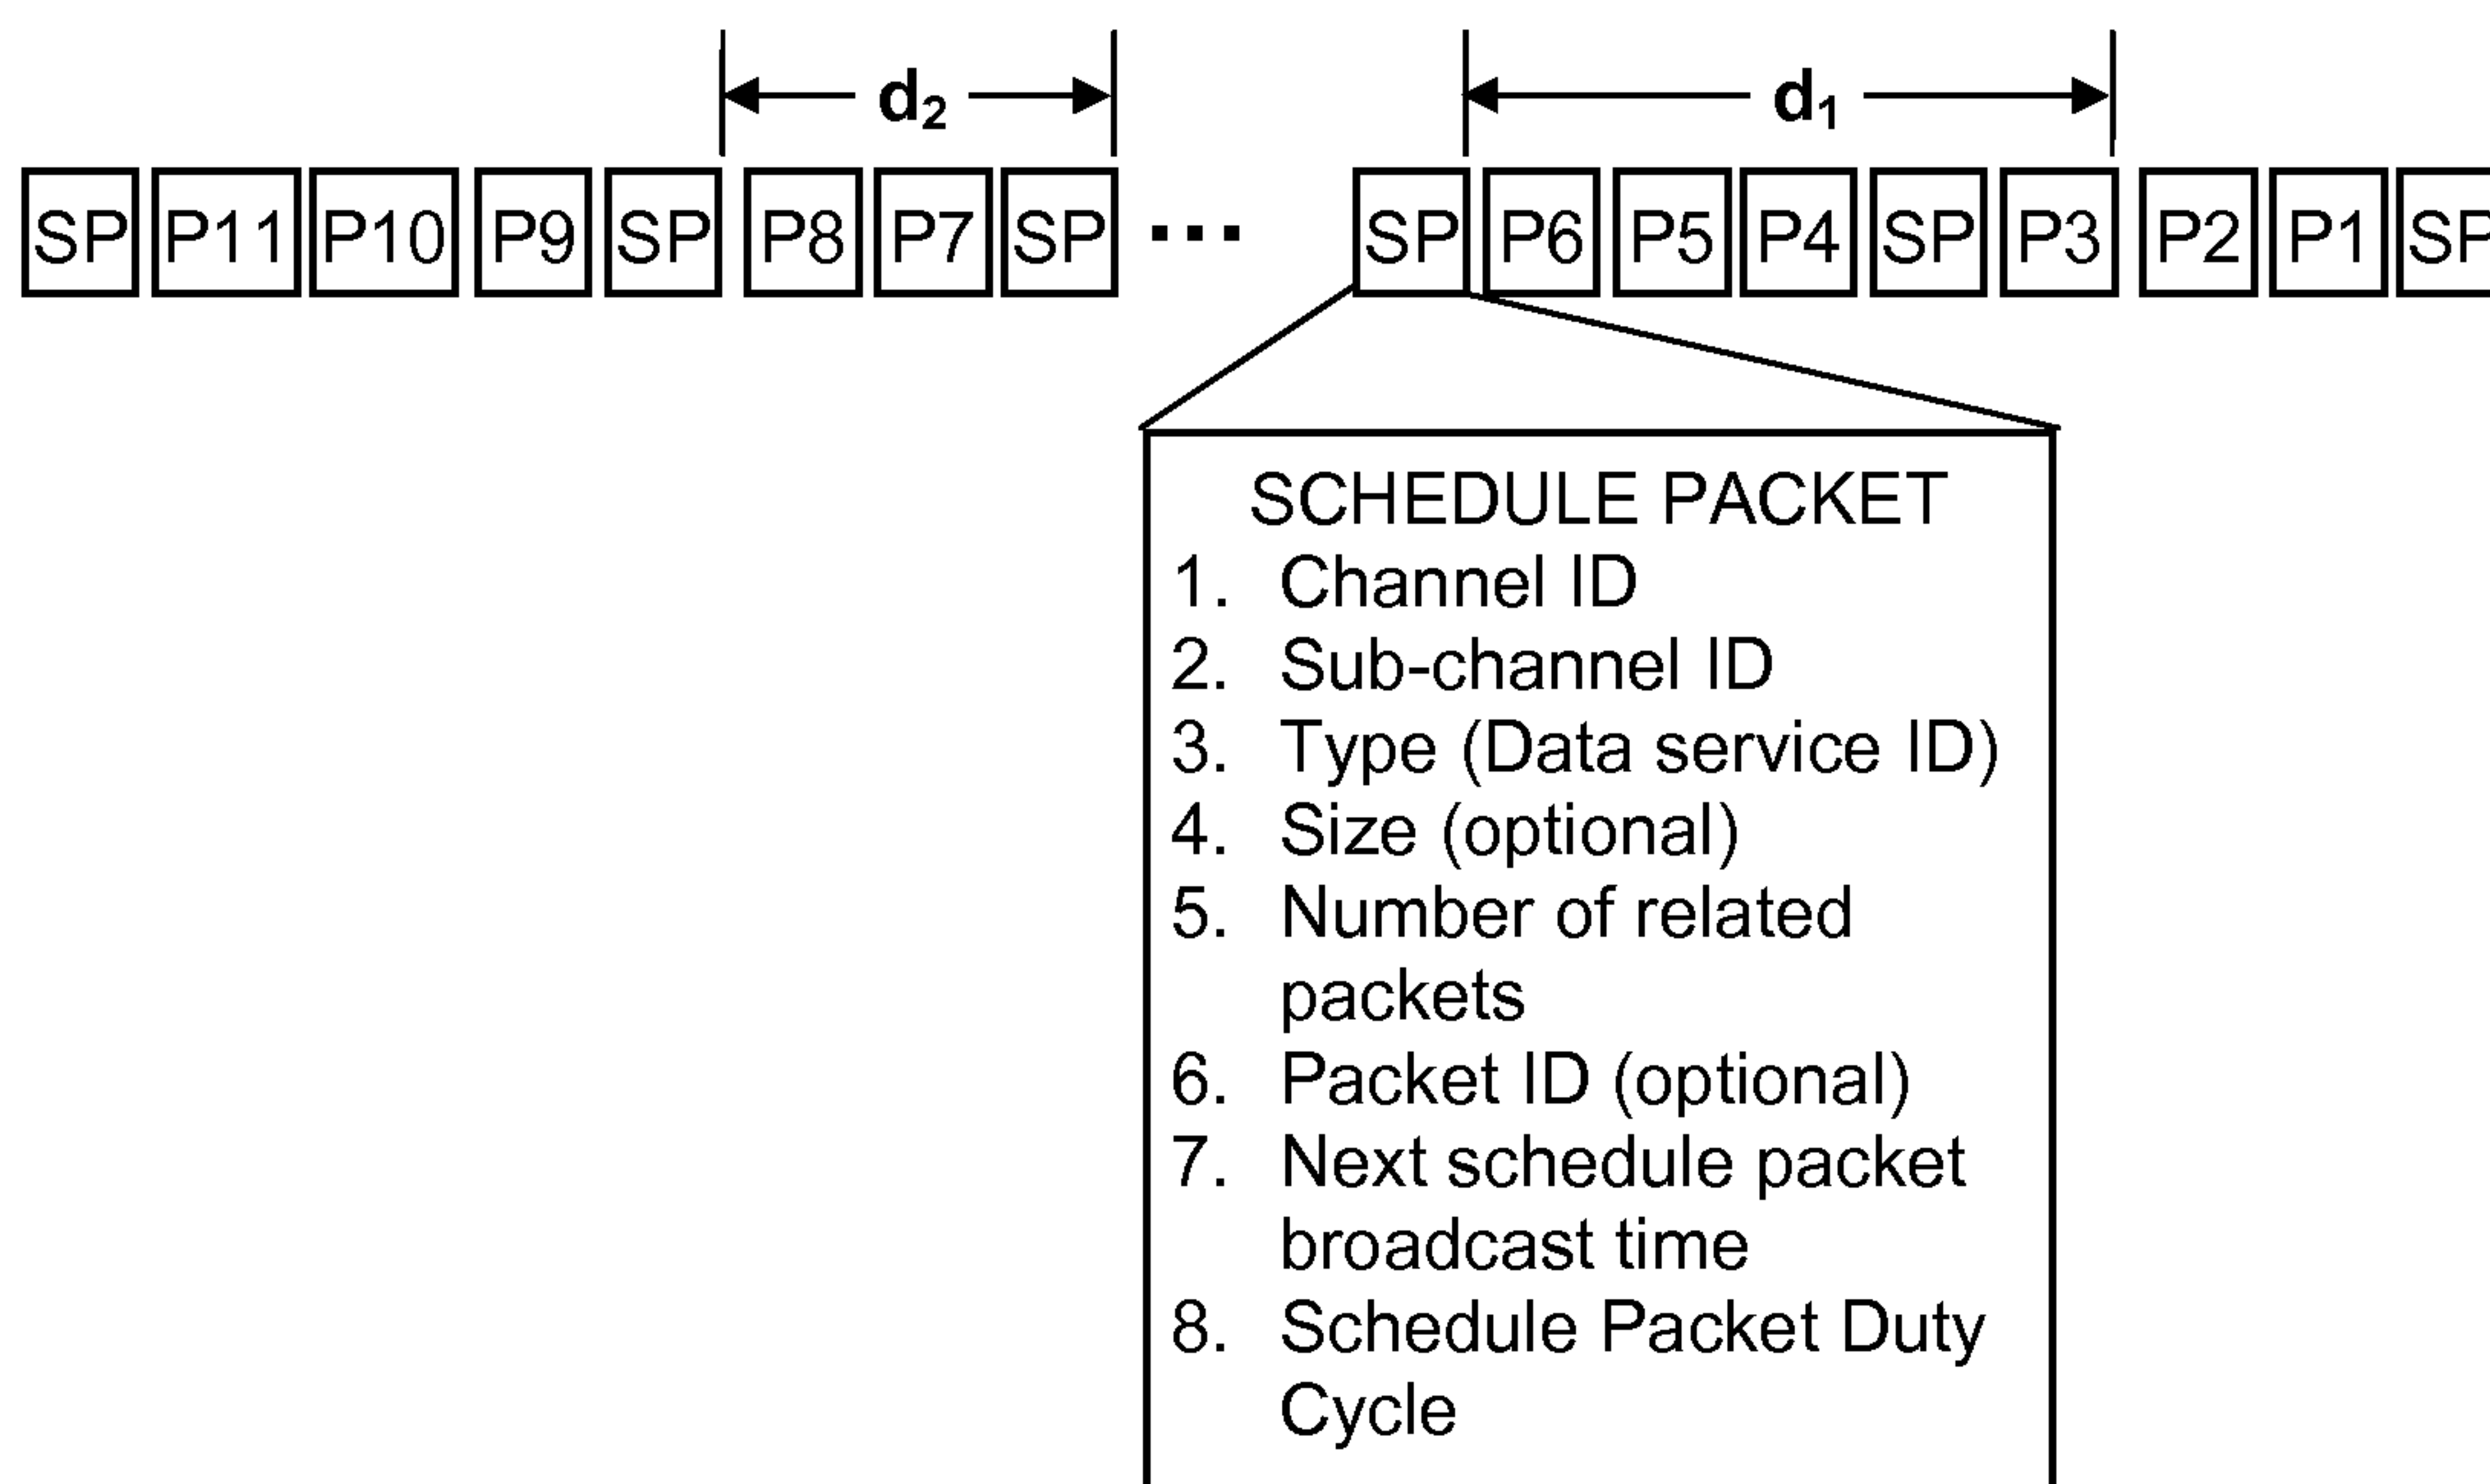 d2 d1
SP P11 P10 P9 SP P8 P7 SP ... SP P6 P5 P4 SP P3 P2 P1 SP
SCHEDULE PACKET
1. Channel ID
2. Sub-channel ID
3. Type (Data service ID)
4. Size (optional)
5. Number of related
packets
6. Packet ID (optional)
7. Next schedule packet
broadcast time
8. Schedule Packet Duty
Cycle